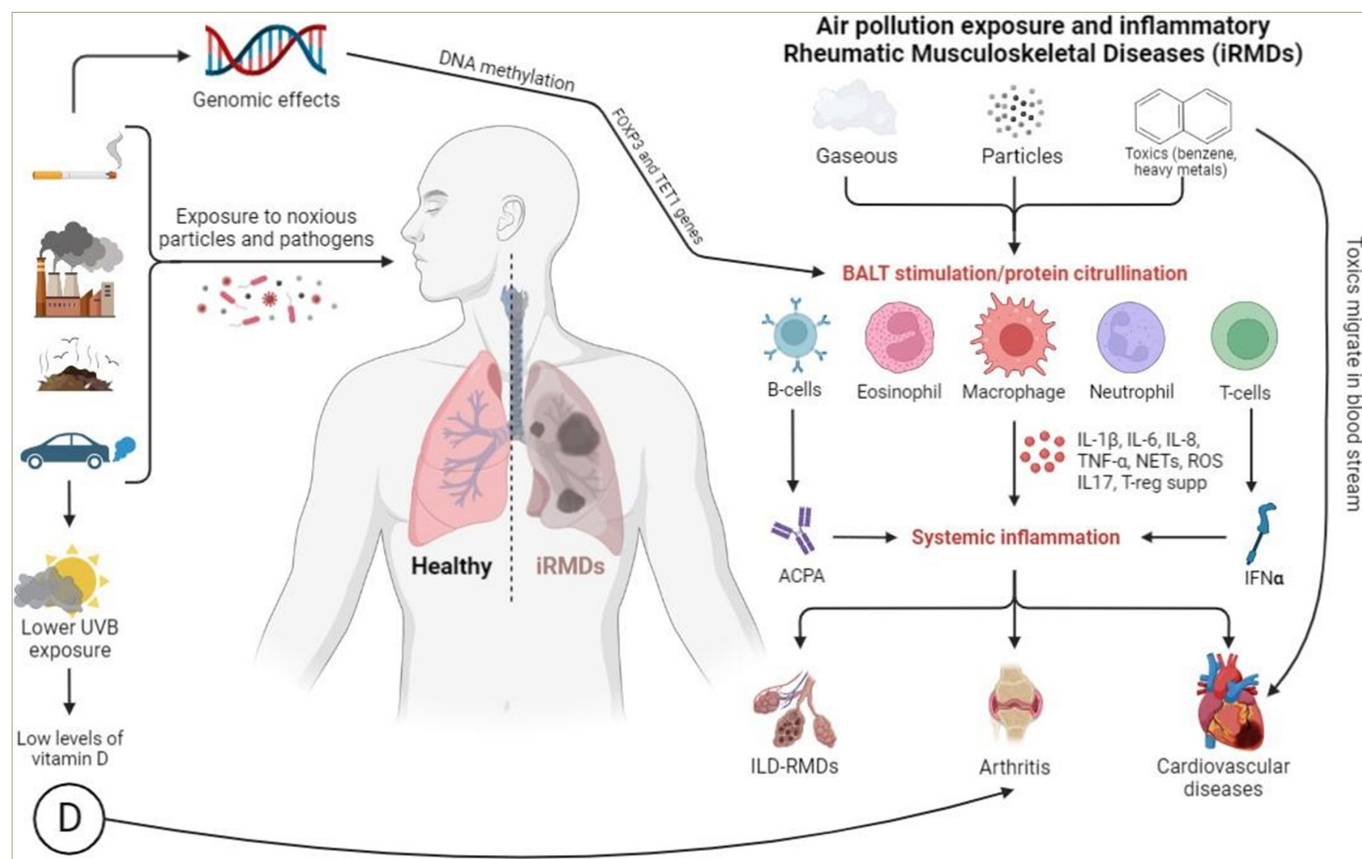 Air pollution exposure and inflammatory
Rheumatic Musculoskeletal Diseases (iRMDs)
Genomic effects
DNA methylation
FOXP3 and TET1 genes
Exposure to noxious
particles and pathogens
Healthy
iRMDs
Lower UVB
exposure
Low levels of
vitamin D
D
Gaseous
Particles
Toxics (benzene,
heavy metals)
Toxics migrate in blood stream
BALT stimulation/protein citrullination
B-cells
Eosinophil
Macrophage
Neutrophil
T-cells
IL-1β, IL-6, IL-8,
TNF-α, NETs, ROS
IL17, T-reg supp
ACPA
Systemic inflammation
IFNα
ILD-RMDs
Arthritis
Cardiovascular
diseases